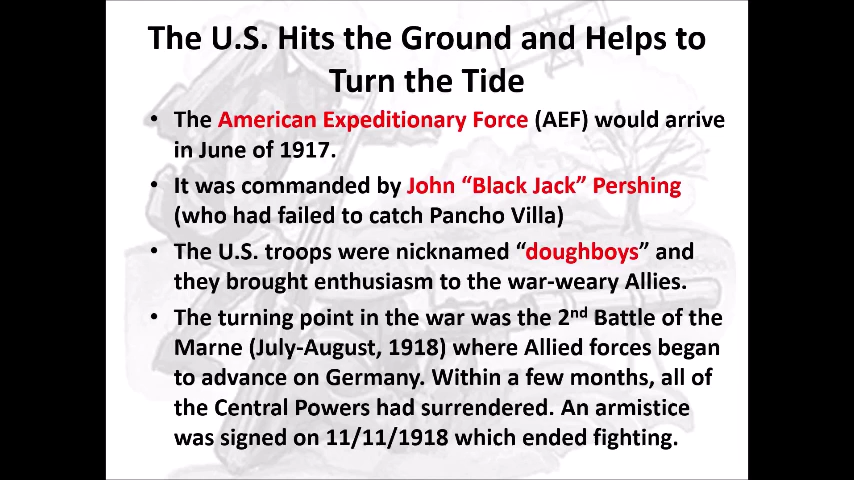 The U.S. Hits the Ground and Helps to
Turn the Tide
• The American Expeditionary Force (AEF) would arrive
in June of 1917.
• It was commanded by John “Black Jack” Pershing
(who had failed to catch Pancho Villa)
• The U.S. troops were nicknamed “doughboys” and
they brought enthusiasm to the war-weary Allies.
• The turning point in the war was the 2nd Battle of the
Marne (July-August, 1918) where Allied forces began
to advance on Germany. Within a few months, all of
the Central Powers had surrendered. An armistice
was signed on 11/11/1918 which ended fighting.